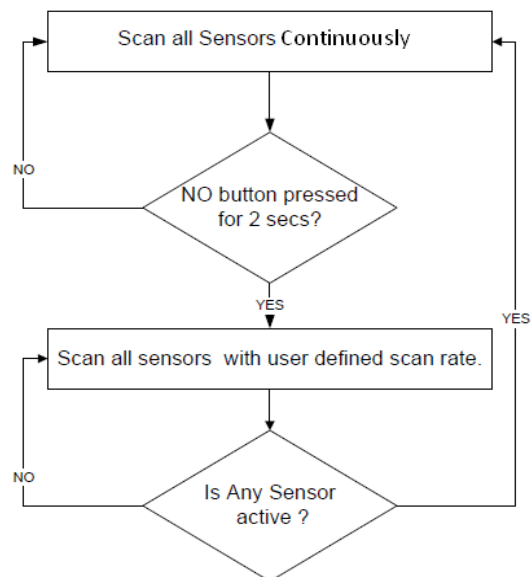 Scan all Sensors Continuously
NO
NO button pressed
for 2 secs?
YES
YES
Scan all sensors with user defined scan rate.
NO
Is Any Sensor
active ?